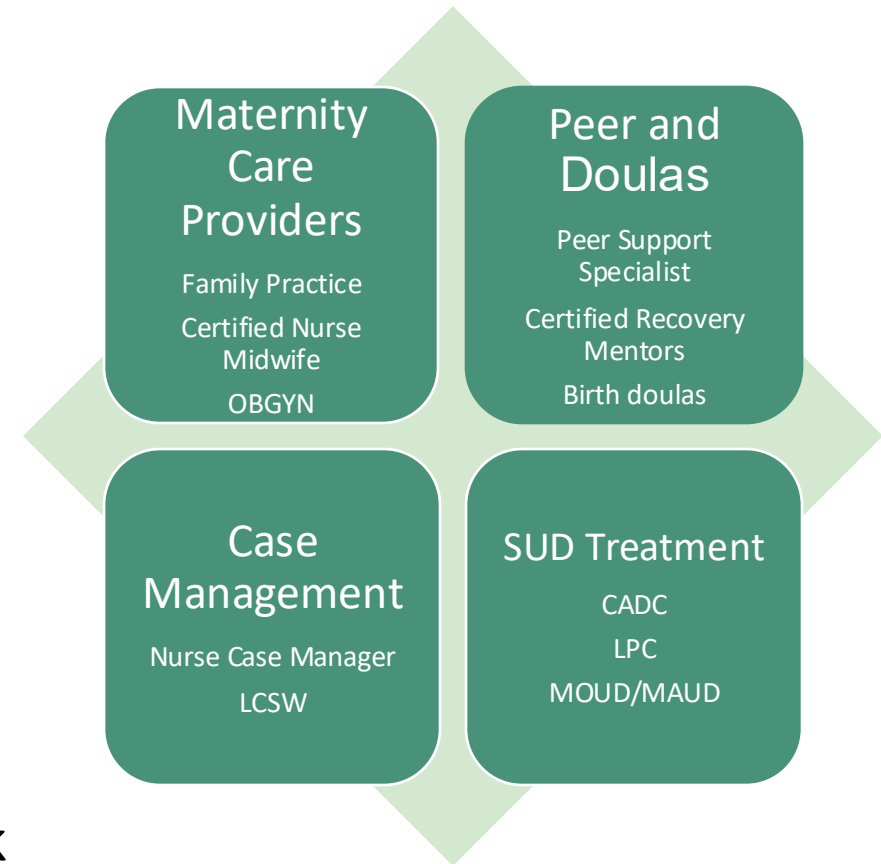 Maternity
Care
Providers
Family Practice
Certified Nurse
Midwife
OBGYN
Peer and
Doulas
Peer Support
Specialist
Certified Recovery
Mentors
Birth doulas
Case
Management
Nurse Case Manager
LCSW
SUD Treatment
CADC
LPC
MOUD/MAUD